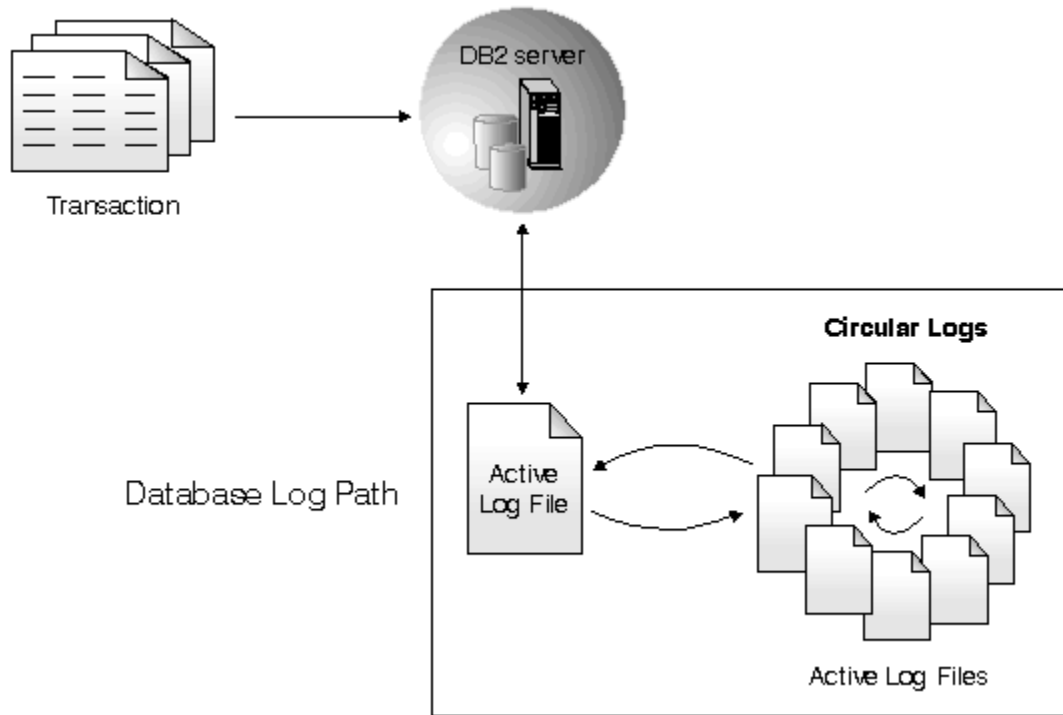 DB2 server
Transaction
Circular Logs
Active
Log File
Database Log Path
Active Log Files